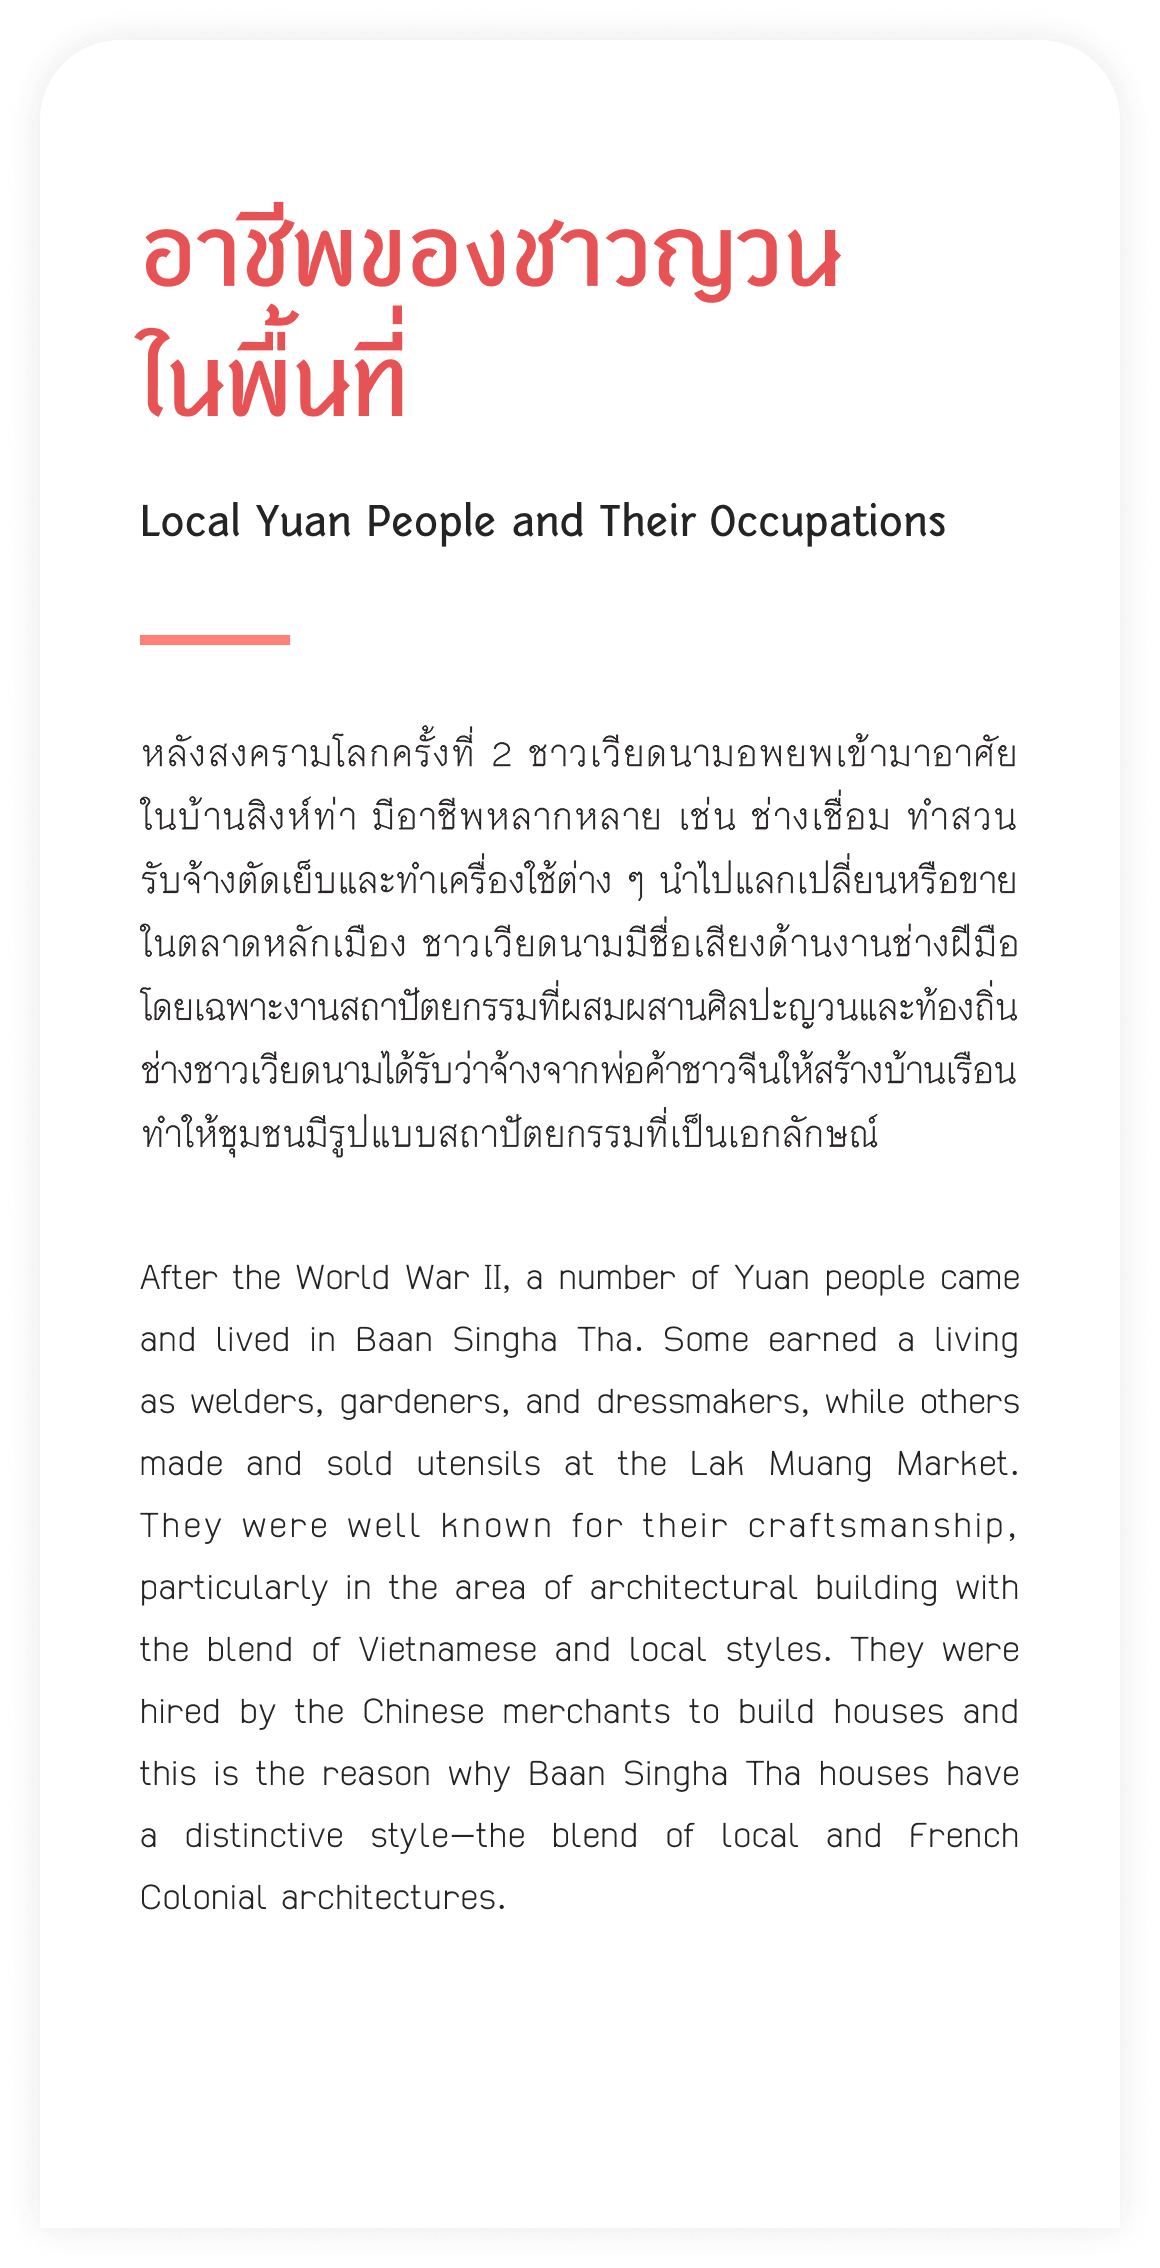 อาชีพของชาวญวน
ในพื้นที่
Local Yuan People and Their Occupations
หลังสงครามโลกครั้งที่ 2 ชาวเวียดนามอพยพเข้ามาอาศัย
ในบ้านสิงห์ท่า มีอาชีพหลากหลาย เช่น ช่างเชื่อม ทำสวน
รับจ้างตัดเย็บและทำเครื่องใช้ต่าง ๆ นำไปแลกเปลี่ยนหรือขาย
ในตลาดหลักเมือง ชาวเวียดนามมีชื่อเสียงด้านงานช่างฝีมือ
โดยเฉพาะงานสถาปัตยกรรมที่ผสมผสานศิลปะญวนและท้องถิ่น
ช่างชาวเวียดนามได้รับว่าจ้างจากพ่อค้าชาวจีนให้สร้างบ้านเรือน
ทำให้ชุมชนมีรูปแบบสถาปัตยกรรมที่เป็นเอกลักษณ์
After the World War II, a number of Yuan people came
and lived in Baan Singha Tha. Some earned a living
as welders, gardeners, and dressmakers, while others
made and sold utensils at the Lak Muang Market.
They were well known for their craftsmanship,
particularly in the area of architectural building with
the blend of Vietnamese and local styles. They were
hired by the Chinese merchants to build houses and
this is the reason why Baan Singha Tha houses have
a distinctive style—the blend of local and French
Colonial architectures.